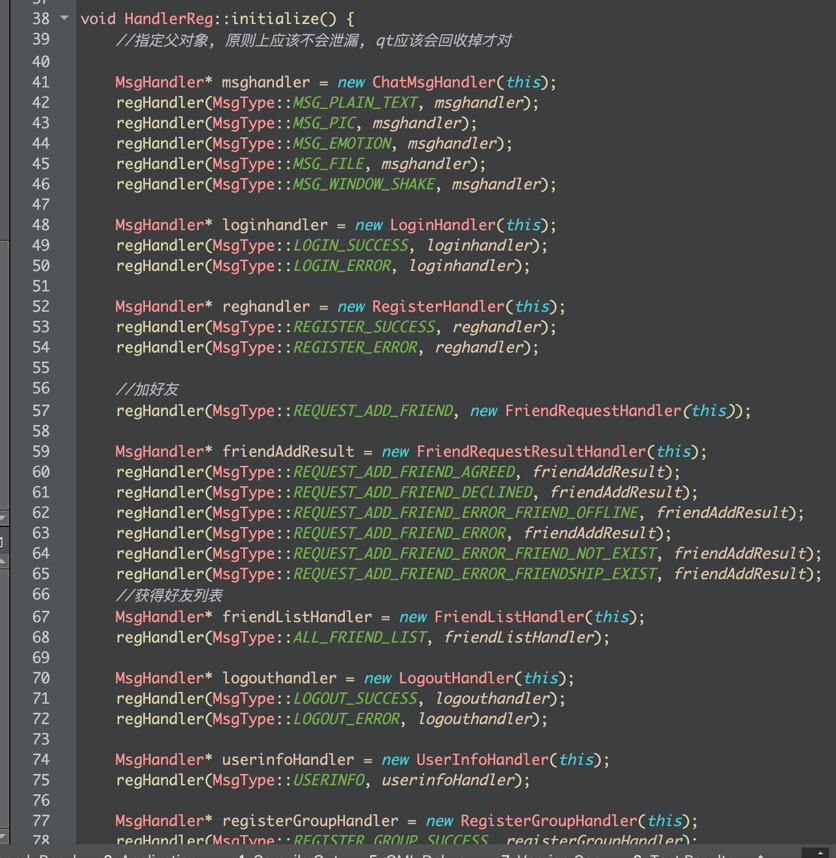 38 void HandlerReg::initialize() {
39 //指定父对象, 原则上应该不会泄漏, qt应该会回收掉才对
40
41 MsgHandler* msghandler = new ChatMsgHandler(this);
42 regHandler(MsgType::MSG_PLAIN_TEXT, msghandler);
43 regHandler(MsgType::MSG_PIC, msghandler);
44 regHandler(MsgType::MSG_EMOTION, msghandler);
45 regHandler(MsgType::MSG_FILE, msghandler);
46 regHandler(MsgType::MSG_WINDOW_SHAKE, msghandler);
47
48 MsgHandler* loginhandler = new LoginHandler(this);
49 regHandler(MsgType::LOGIN_SUCCESS, loginhandler);
50 regHandler(MsgType::LOGIN_ERROR, loginhandler);
51
52 MsgHandler* reghandler = new RegisterHandler(this);
53 regHandler(MsgType::REGISTER_SUCCESS, reghandler);
54 regHandler(MsgType::REGISTER_ERROR, reghandler);
55
56 //加好友
57 regHandler(MsgType::REQUEST_ADD_FRIEND, new FriendRequestHandler(this));
58
59 MsgHandler* friendAddResult = new FriendRequestResultHandler(this);
60 regHandler(MsgType::REQUEST_ADD_FRIEND_AGREED, friendAddResult);
61 regHandler(MsgType::REQUEST_ADD_FRIEND_DECLINED, friendAddResult);
62 regHandler(MsgType::REQUEST_ADD_FRIEND_ERROR_FRIEND_OFFLINE, friendAddResult);
63 regHandler(MsgType::REQUEST_ADD_FRIEND_ERROR, friendAddResult);
64 regHandler(MsgType::REQUEST_ADD_FRIEND_ERROR_FRIEND_NOT_EXIST, friendAddResult);
65 regHandler(MsgType::REQUEST_ADD_FRIEND_ERROR_FRIENDSHIP_EXIST, friendAddResult);
66 //获得好友列表
67 MsgHandler* friendListHandler = new FriendListHandler(this);
68 regHandler(MsgType::ALL_FRIEND_LIST, friendListHandler);
69
70 MsgHandler* logouthandler = new LogoutHandler(this);
71 regHandler(MsgType::LOGOUT_SUCCESS, logouthandler);
72 regHandler(MsgType::LOGOUT_ERROR, logouthandler);
73
74 MsgHandler* userinfoHandler = new UserInfoHandler(this);
75 regHandler(MsgType::USERINFO, userinfoHandler);
76
77 MsgHandler* registerGroupHandler = new RegisterGroupHandler(this);
78 regHandler(MsgType::REGISTER_GROUP_SUCCESS, registerGroupHandler);